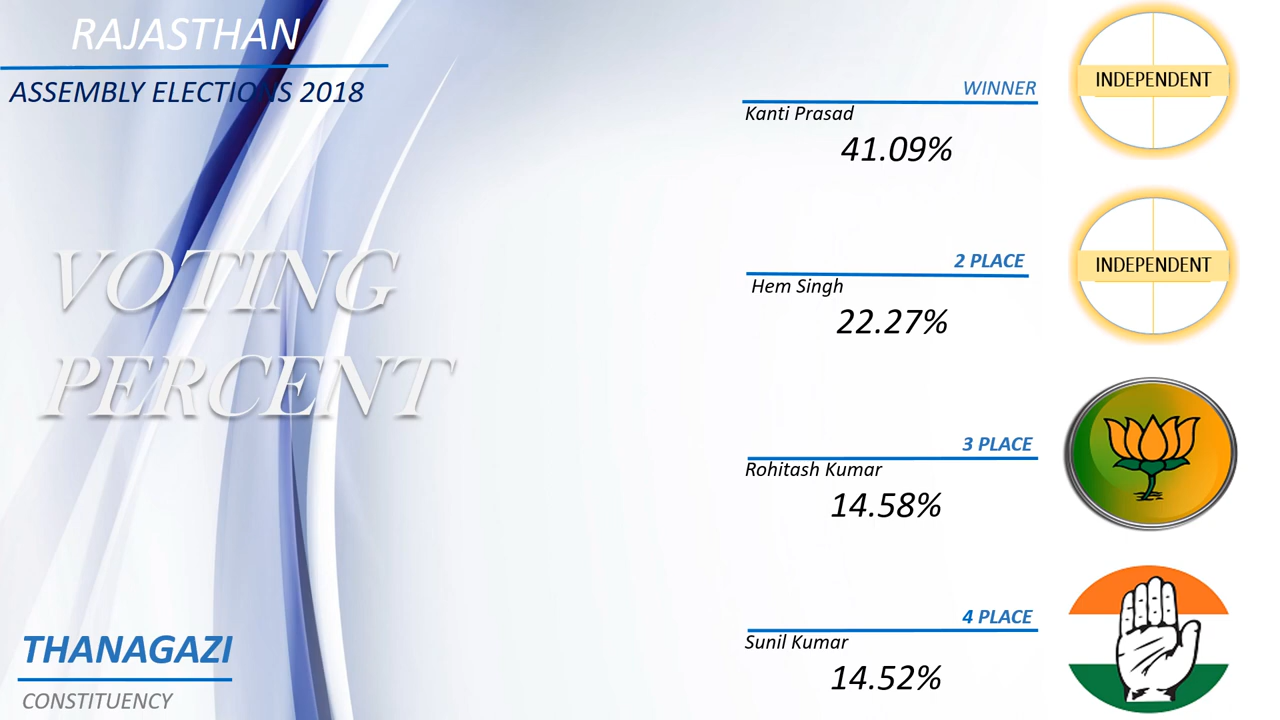 RAJASTHAN
ASSEMBLY ELECTIONS 2018
VOTING
PERCENT
THANAGAZI
CONSTITUENCY
WINNER
Kanti Prasad
41.09%
INDEPENDENT
2 PLACE
Hem Singh
22.27%
INDEPENDENT
3 PLACE
Rohitash Kumar
14.58%
4 PLACE
Sunil Kumar
14.52%